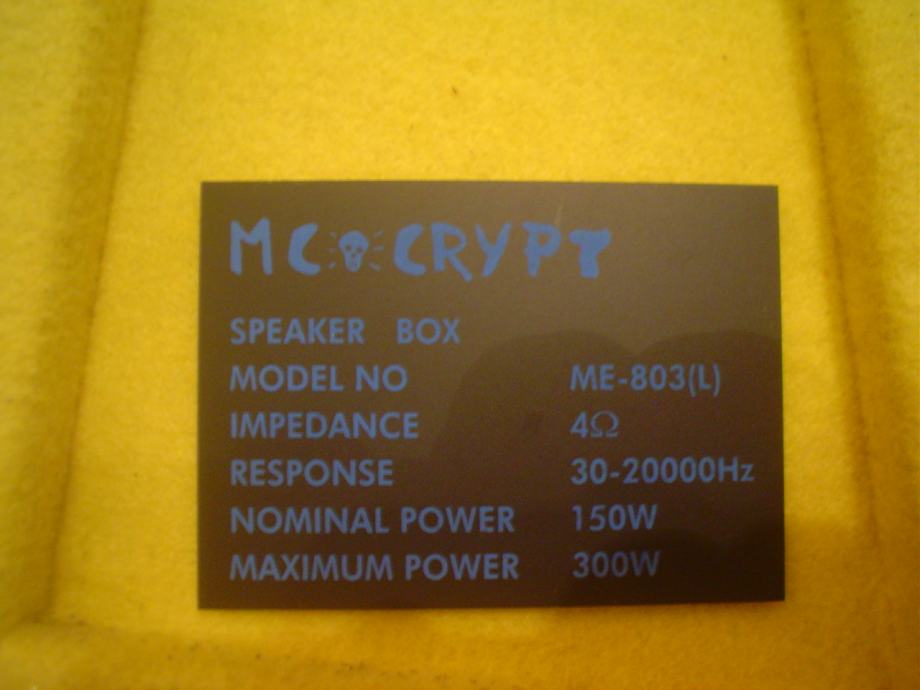 MC CRYPT
SPEAKER BOX
MODEL NO ME-803(L)
IMPEDANCE 4Ω
RESPONSE 30-20000Hz
NOMINAL POWER 150W
MAXIMUM POWER 300W